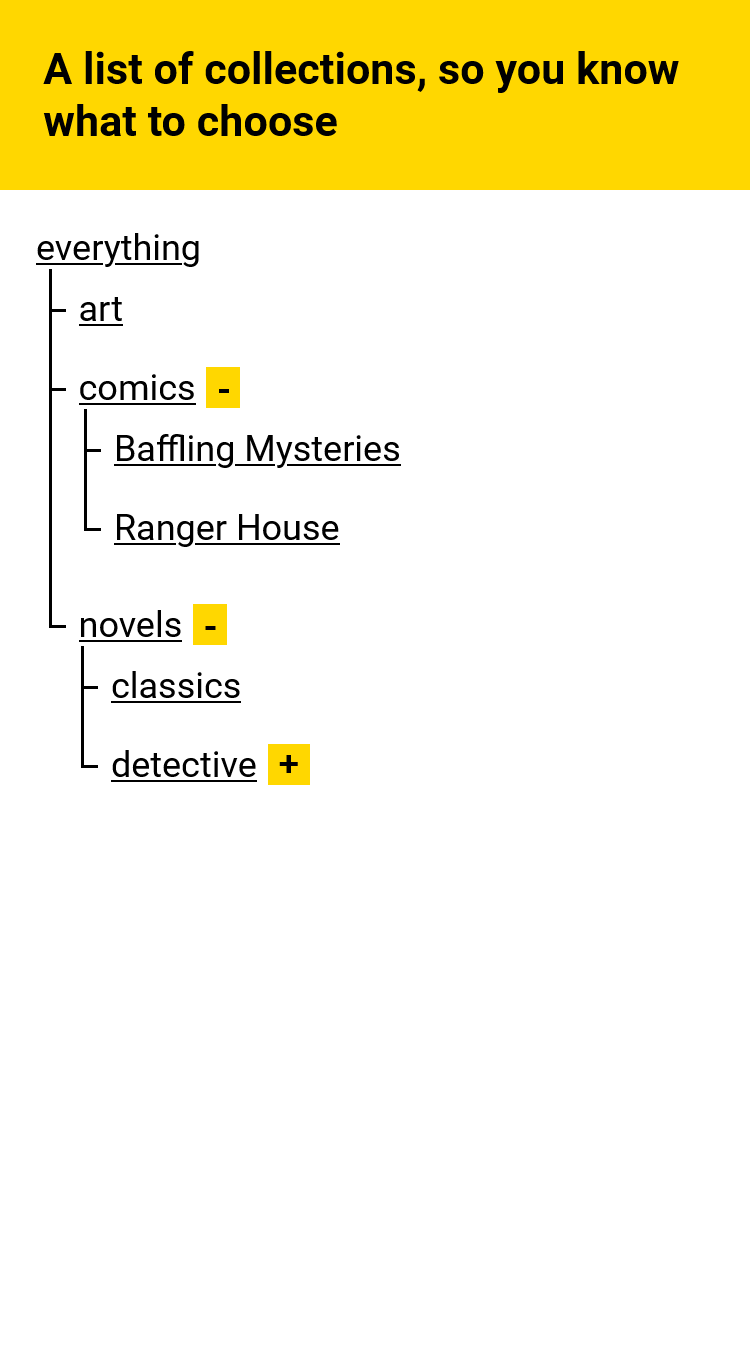 A list of collections, so you know
what to choose
everything
art
comics -
Baffling Mysteries
Ranger House
novels -
classics
detective +